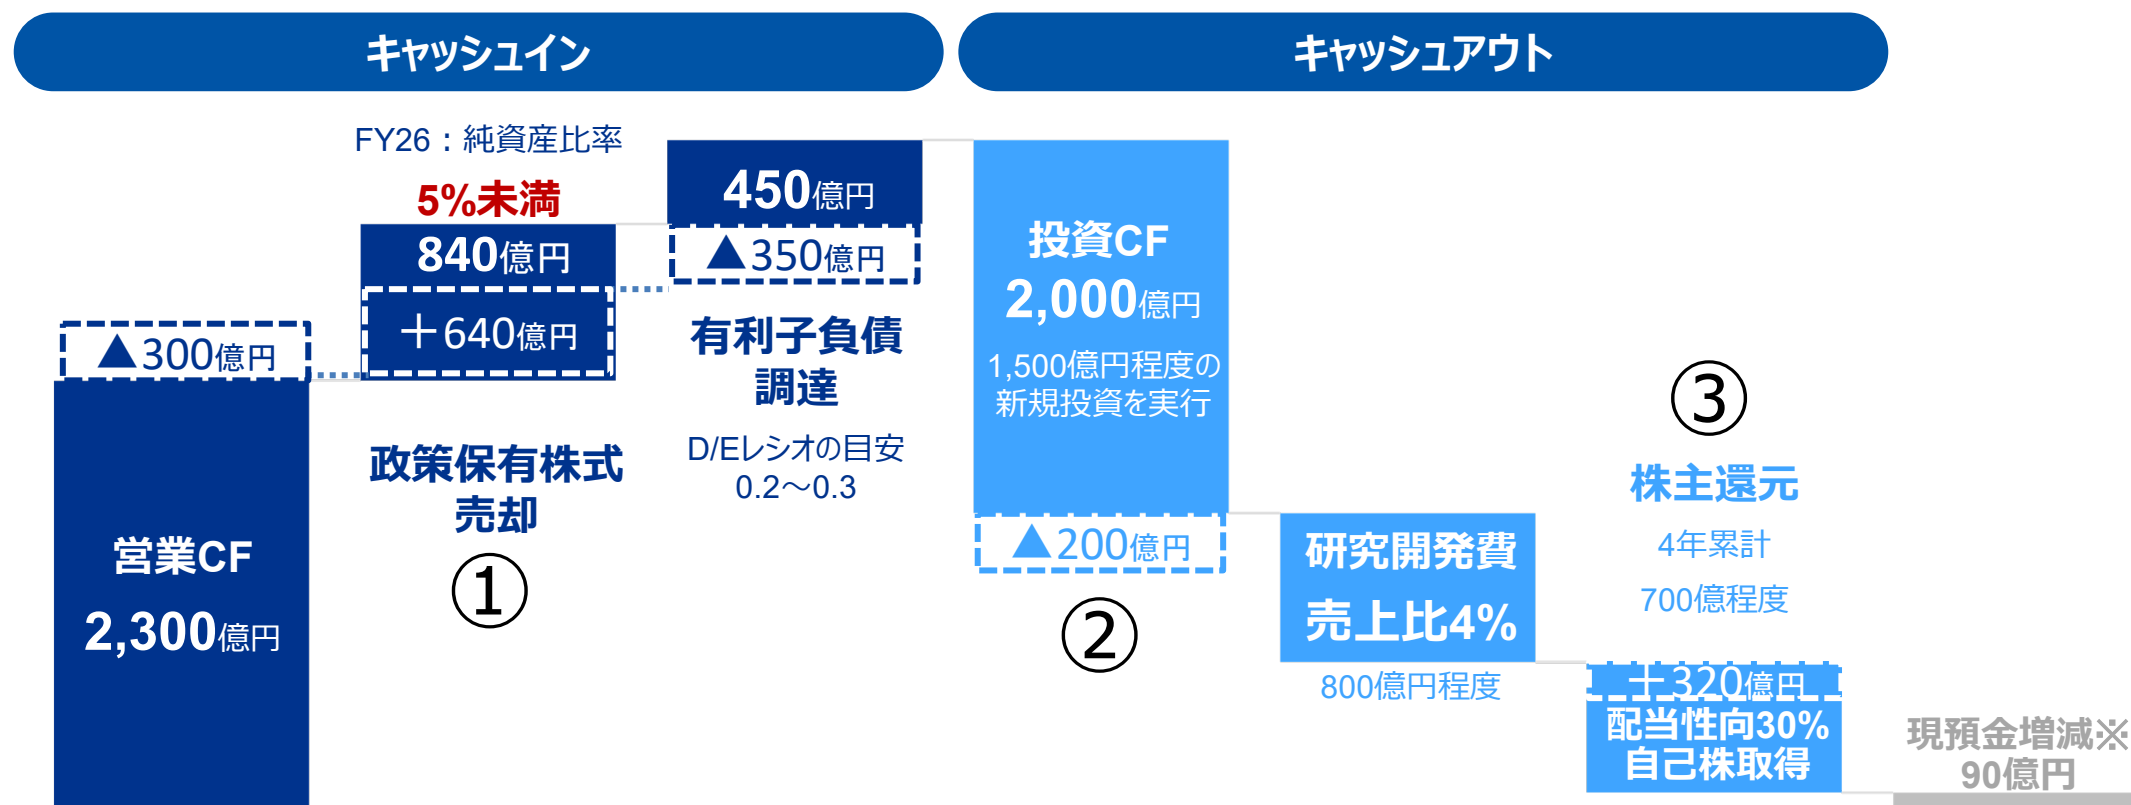 キャッシュイン
キャッシュアウト
▲300億円
営業CF
2,300億円
FY26：純資産比率
5%未満
840億円
＋640億円
政策保有株式
売却
①
450億円
▲350億円
有利子負債
調達
D/Eレシオの目安
0.2～0.3
投資CF
2,000億円
1,500億円程度の
新規投資を実行
▲200億円
②
研究開発費
売上比4%
800億円程度
③
株主還元
4年累計
700億程度
＋320億円
配当性向30%
自己株取得
現預金増減※
90億円